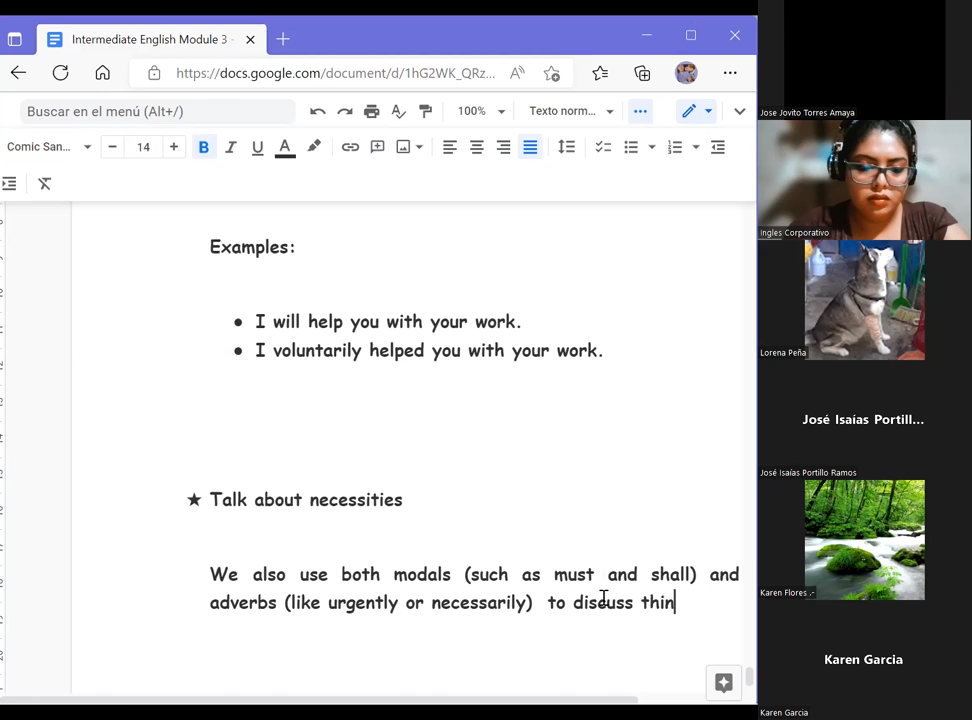 Intermediate English Module 3 -
https://docs.google.com/document/d/1hG2WK_QRz...
Buscar en el menú (Alt+/)
100%
Texto norm...
Comic San...
14
Examples:
● I will help you with your work.
● I voluntarily helped you with your work.
★ Talk about necessities
We also use both modals (such as must and shall) and
adverbs (like urgently or necessarily) to discuss thin
Jose Jovito Torres Amaya
Ingles Corporativo
Lorena Peña
José Isaías Portill...
José Isaías Portillo Ramos
Karen Flores .-
Karen Garcia
Karen Garcia